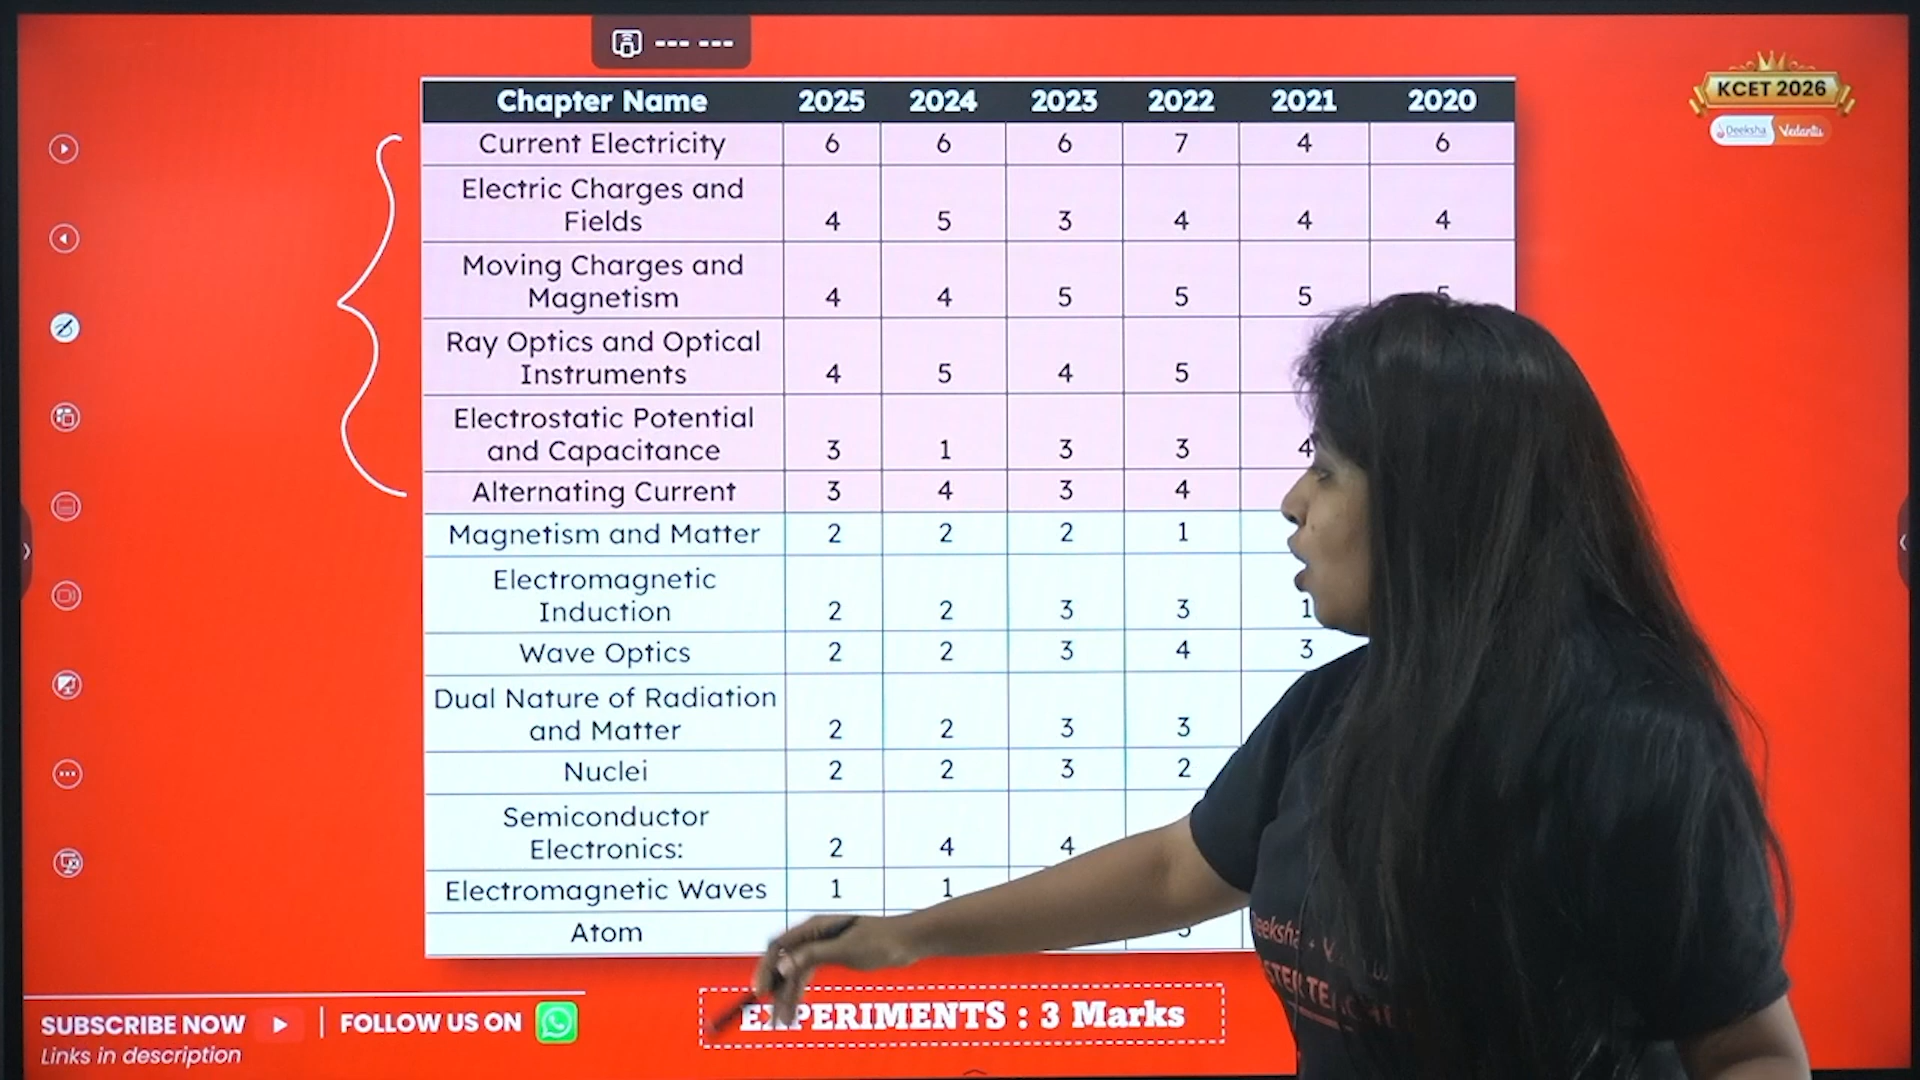 KCET 2026
Deeksha Vedantu
Chapter Name 2025 2024 2023 2022 2021 2020
Current Electricity 6 6 6 7 4 6
Electric Charges and
Fields 4 5 3 4 4 4
Moving Charges and
Magnetism 4 4 5 5 5 5
Ray Optics and Optical
Instruments 4 5 4 5
Electrostatic Potential
and Capacitance 3 1 3 3 4
Alternating Current 3 4 3 4
Magnetism and Matter 2 2 2 1
Electromagnetic
Induction 2 2 3 3 1
Wave Optics 2 2 3 4 3
Dual Nature of Radiation
and Matter 2 2 3 3
Nuclei 2 2 3 2
Semiconductor
Electronics: 2 4 4
Electromagnetic Waves 1 1
Atom
EXPERIMENTS : 3 Marks
SUBSCRIBE NOW | FOLLOW US ON
Links in description